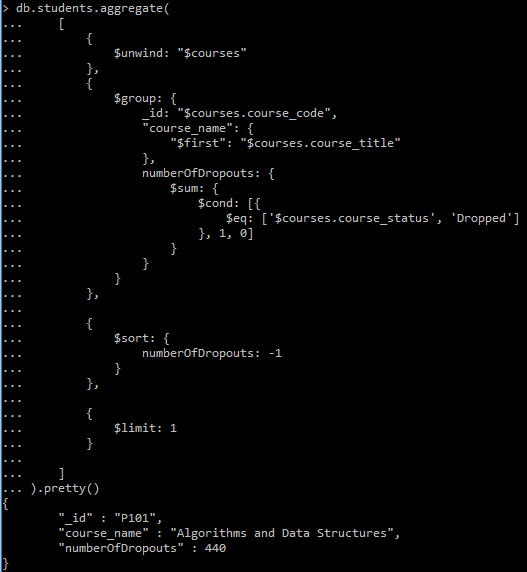 > db.students.aggregate(
...     [
...         {
...             $unwind: "$courses"
...         },
...         {
...             $group: {
...                 _id: "$courses.course_code",
...                 "course_name": {
...                     "$first": "$courses.course_title"
...                 },
...                 numberOfDropouts: {
...                     $sum: {
...                         $cond: [{
...                             $eq: ['$courses.course_status', 'Dropped']
...                         }, 1, 0]
...                     }
...                 }
...             }
...         },
...
...         {
...             $sort: {
...                 numberOfDropouts: -1
...             }
...         },
...
...         {
...             $limit: 1
...         }
...
...     ]
... ).pretty()
{
        "_id" : "P101",
        "course_name" : "Algorithms and Data Structures",
        "numberOfDropouts" : 440
}